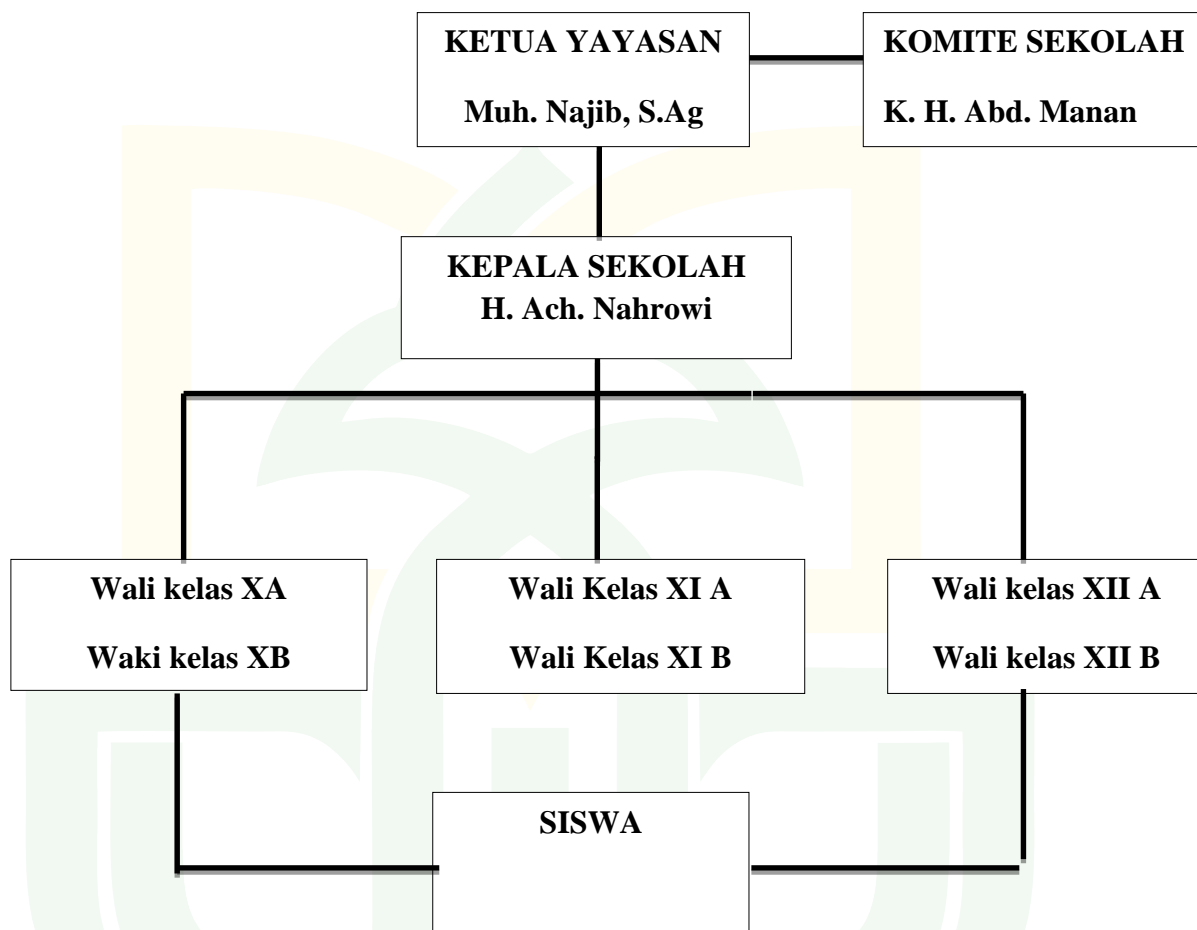 KETUA YAYASAN
Muh. Najib, S.Ag
KOMITE SEKOLAH
K. H. Abd. Manan
KEPALA SEKOLAH
H. Ach. Nahrowi
Wali kelas XA
Waki kelas XB
Wali Kelas XI A
Wali Kelas XI B
Wali kelas XII A
Wali kelas XII B
SISWA